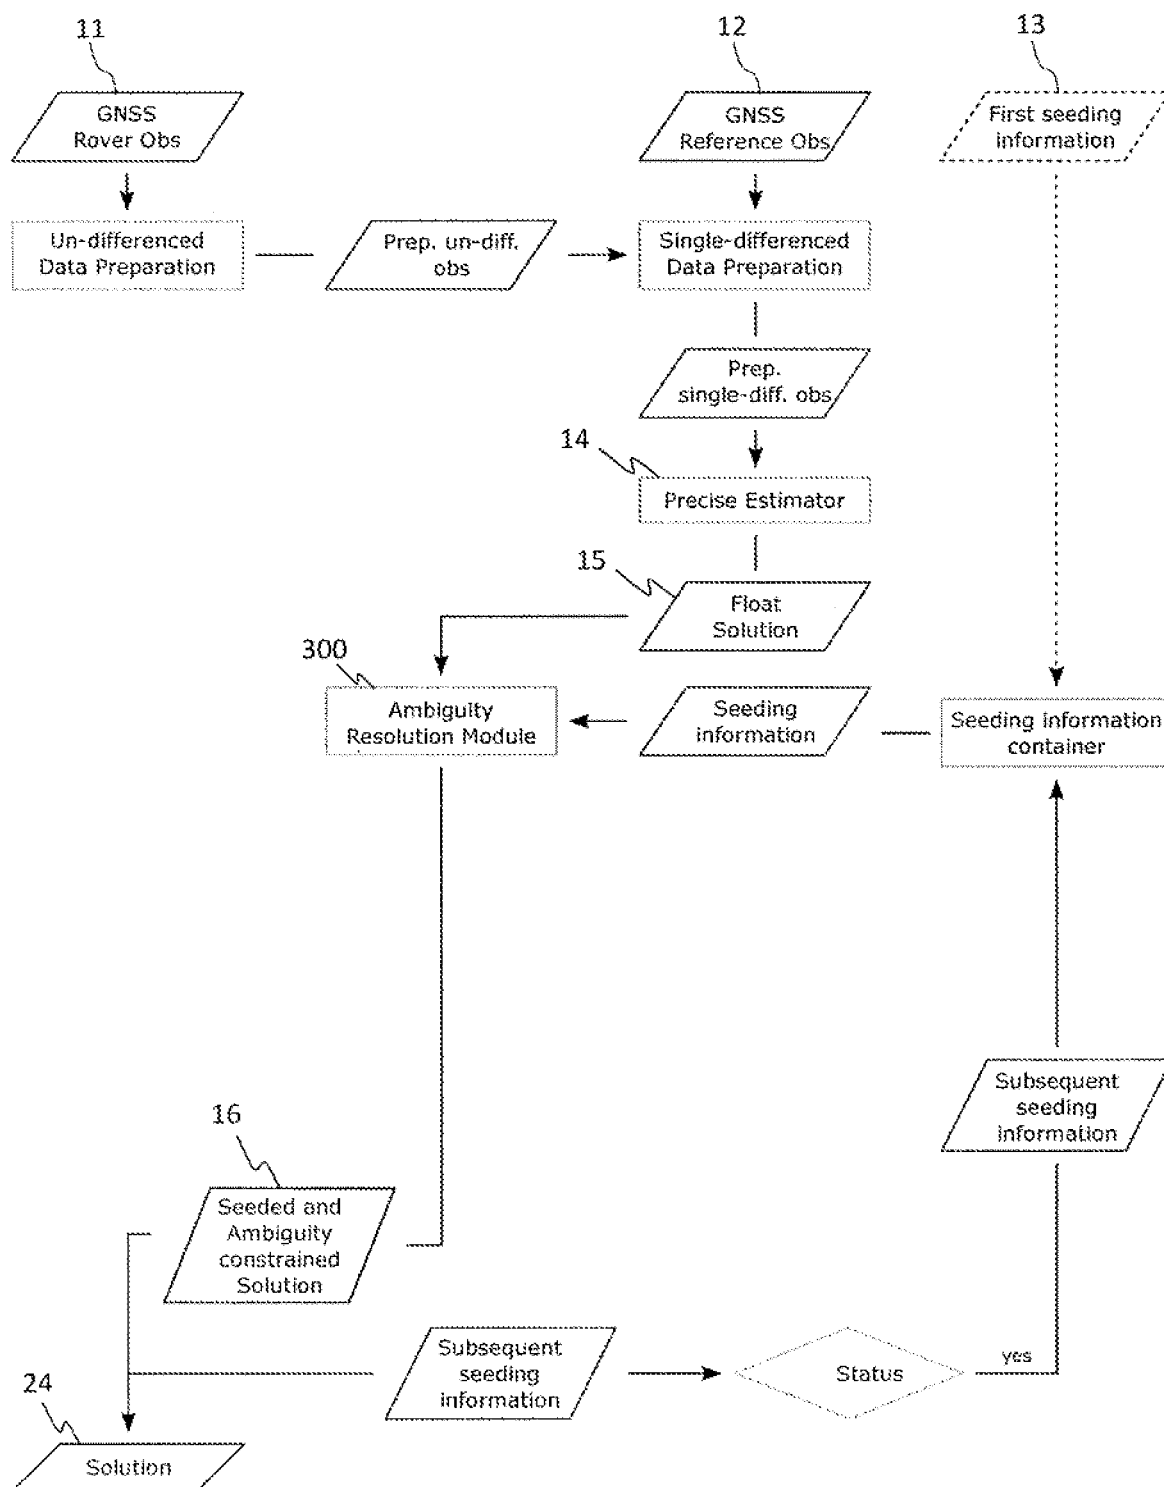 11
12
13
GNSS
Rover Obs
GNSS
Reference Obs
First seeding
information
Un-differenced
Data Preparation
Prep. un-diff.
obs
Single-differenced
Data Preparation
Prep.
single-diff. obs
14
Precise Estimator
15
Float
Solution
300
Ambiguity
Resolution Module
Seeding
information
Seeding information
container
Subsequent
seeding
information
16
Seeded and
Ambiguity
constrained
Solution
Subsequent
seeding
information
Status
yes
24
Solution